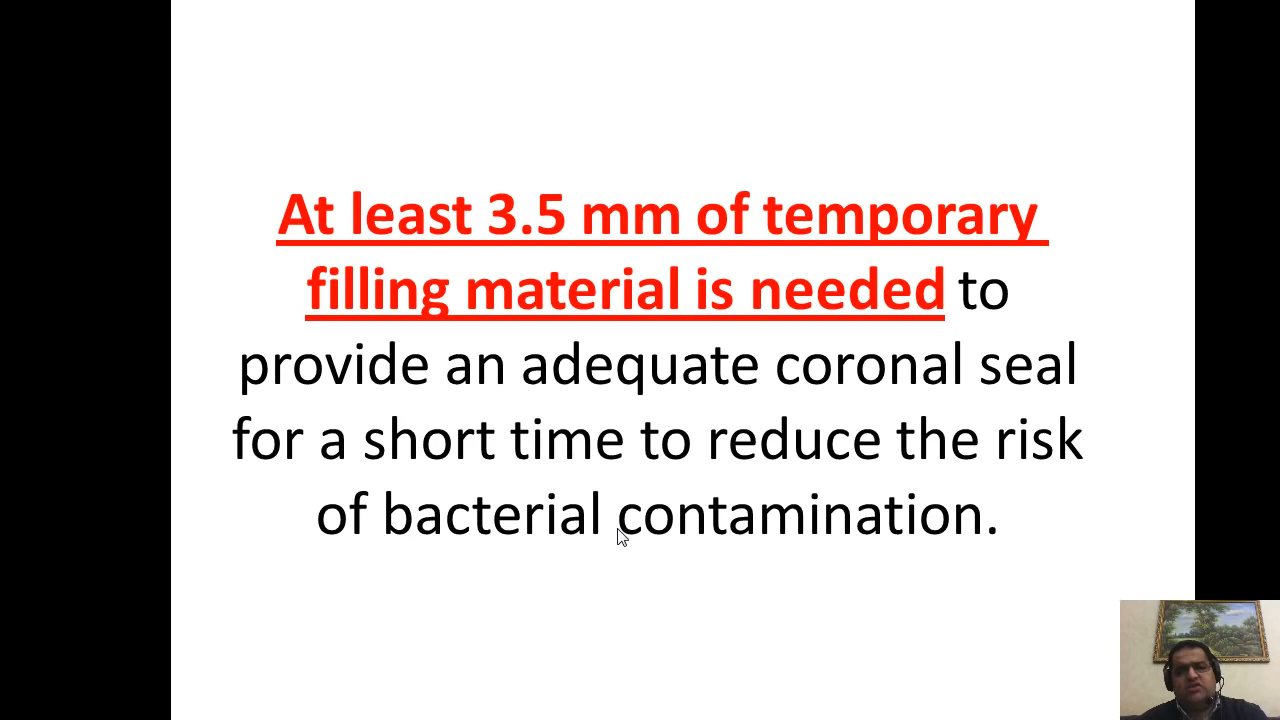 At least 3.5 mm of temporary
filling material is needed to
provide an adequate coronal seal
for a short time to reduce the risk
of bacterial contamination.